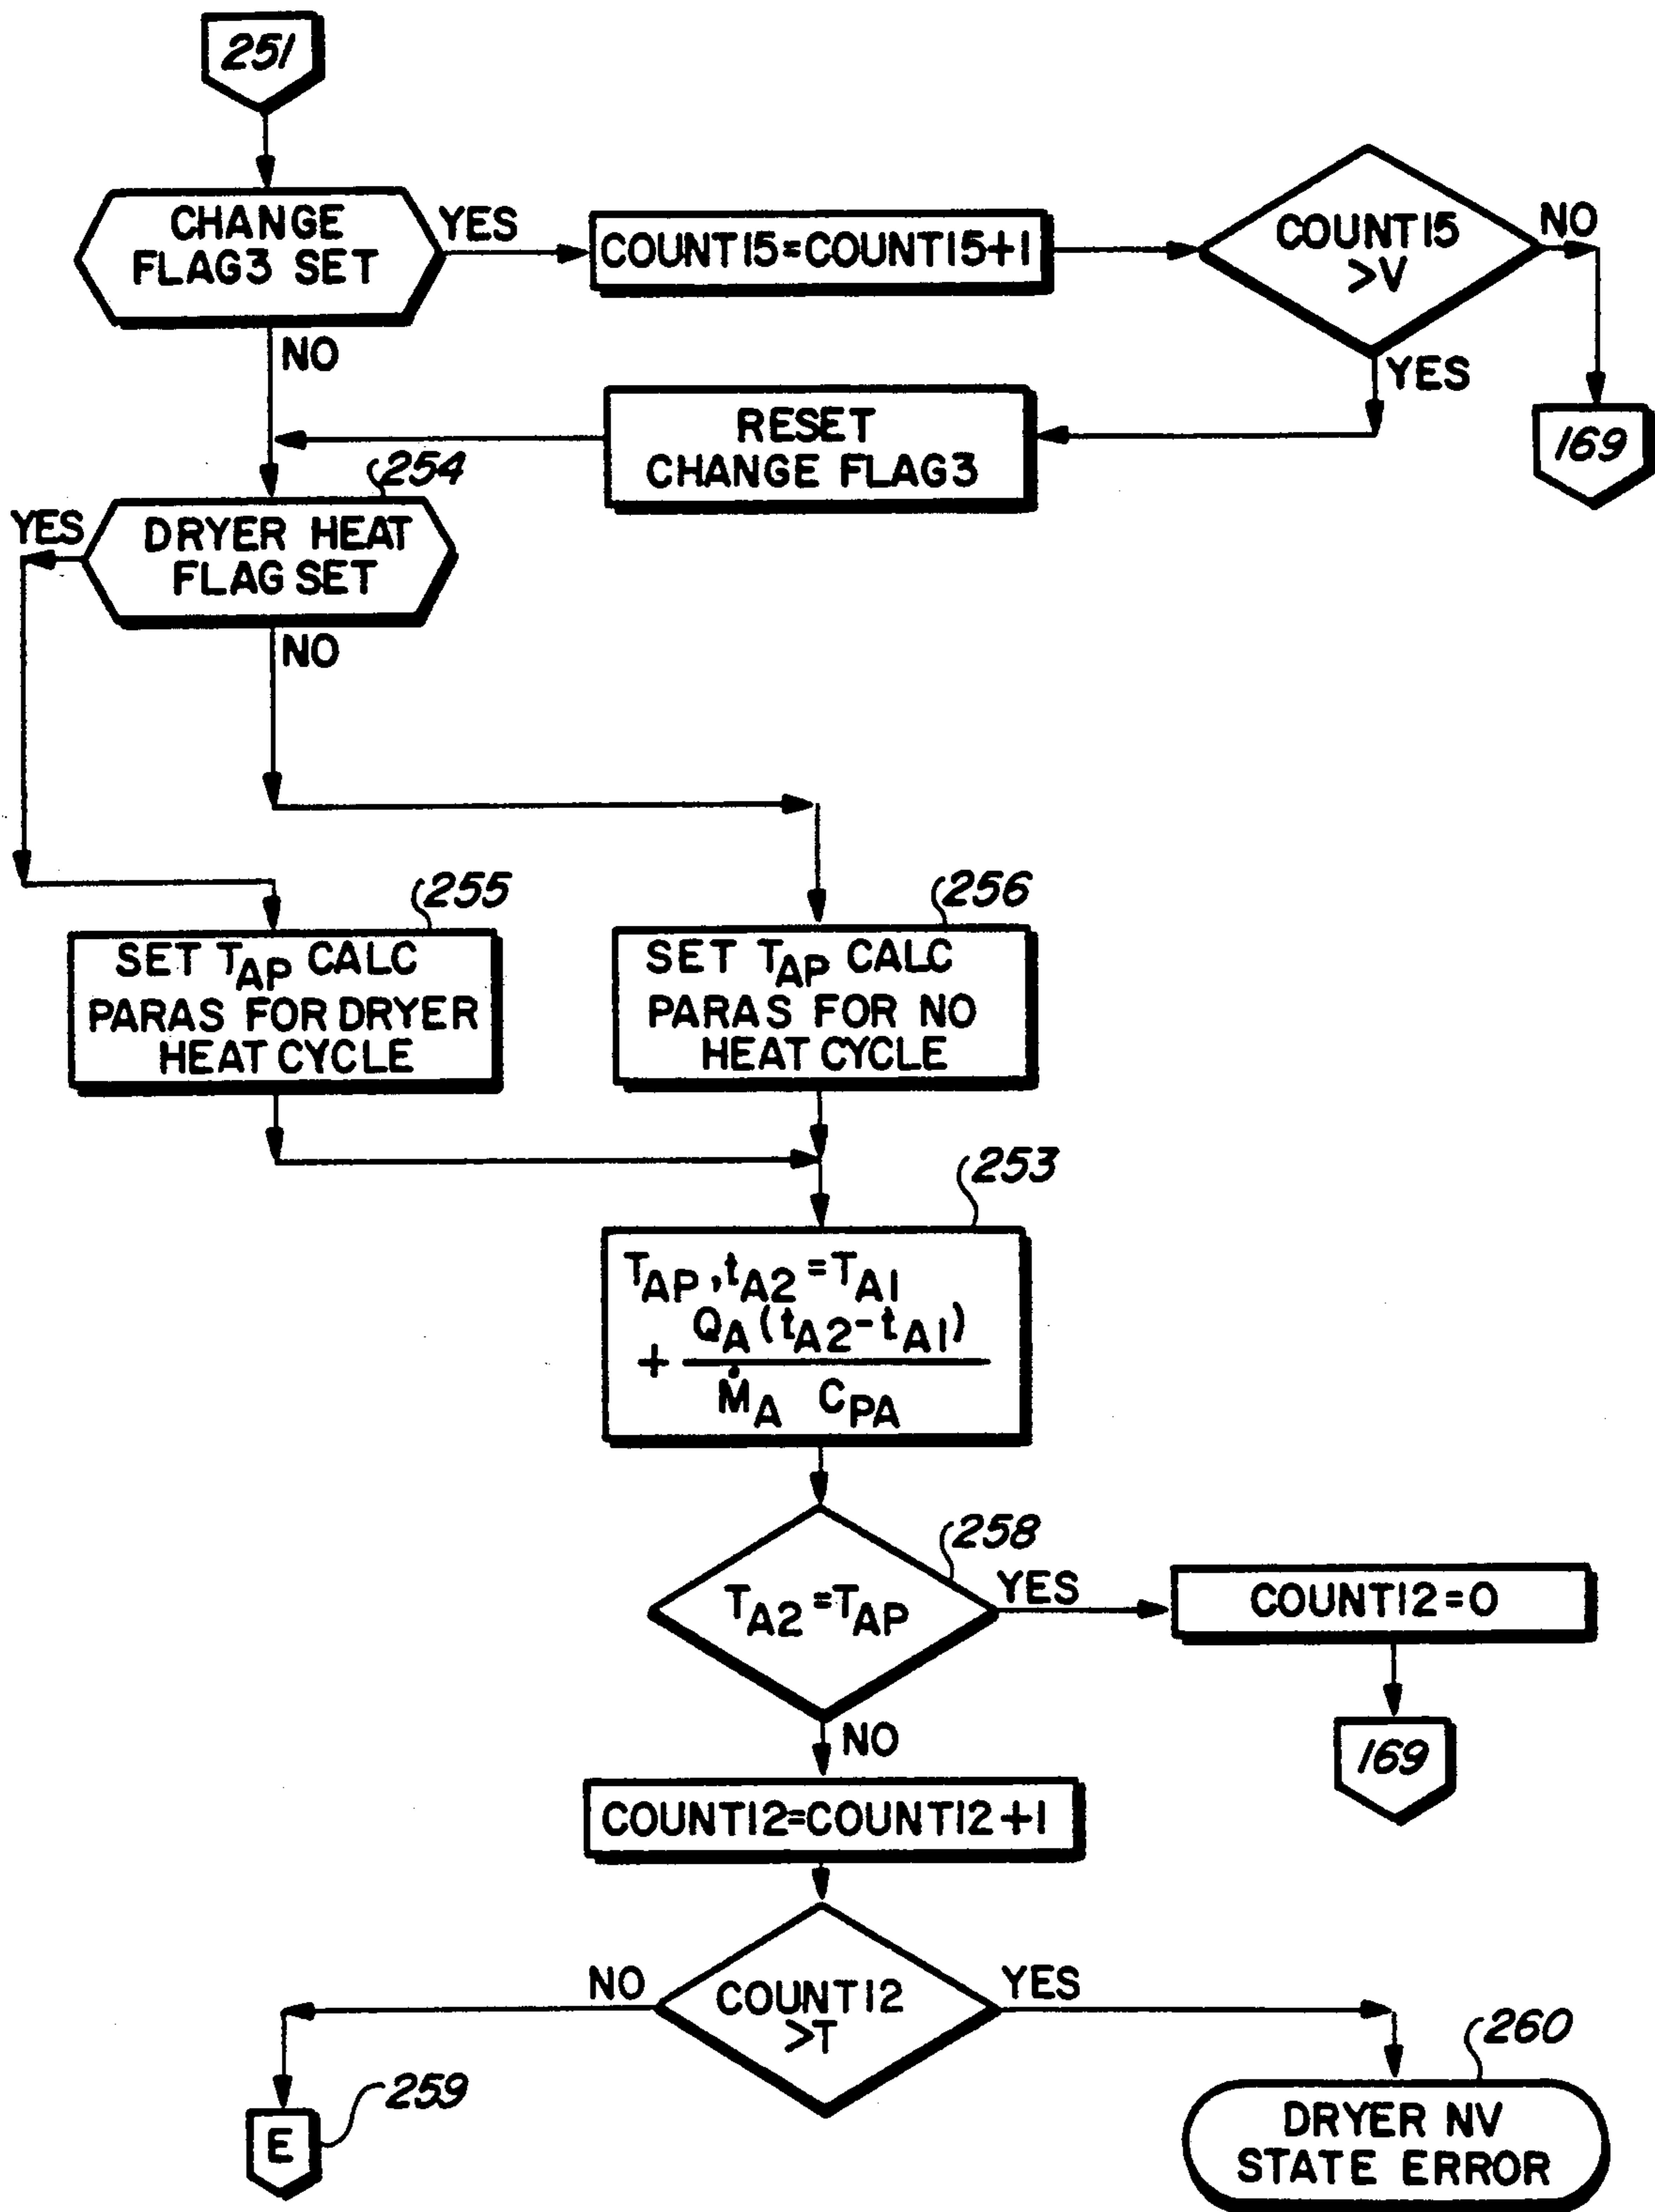 251
CHANGE
FLAG3 SET
YES
COUNT15=COUNT15+1
COUNT15
>V
NO
NO
YES
RESET
CHANGE FLAG3
169
254
YES
DRYER HEAT
FLAG SET
NO
255
256
SET TAP CALC
PARAS FOR DRYER
HEAT CYCLE
SET TAP CALC
PARAS FOR NO
HEAT CYCLE
253
TAP,tA2=TA1
QA(tA2-tA1)
+
ṀA CPA
258
TA2=TAP
YES
COUNT12=0
NO
169
COUNT12=COUNT12+1
NO
COUNT12
>T
YES
260
259
E
DRYER NV
STATE ERROR